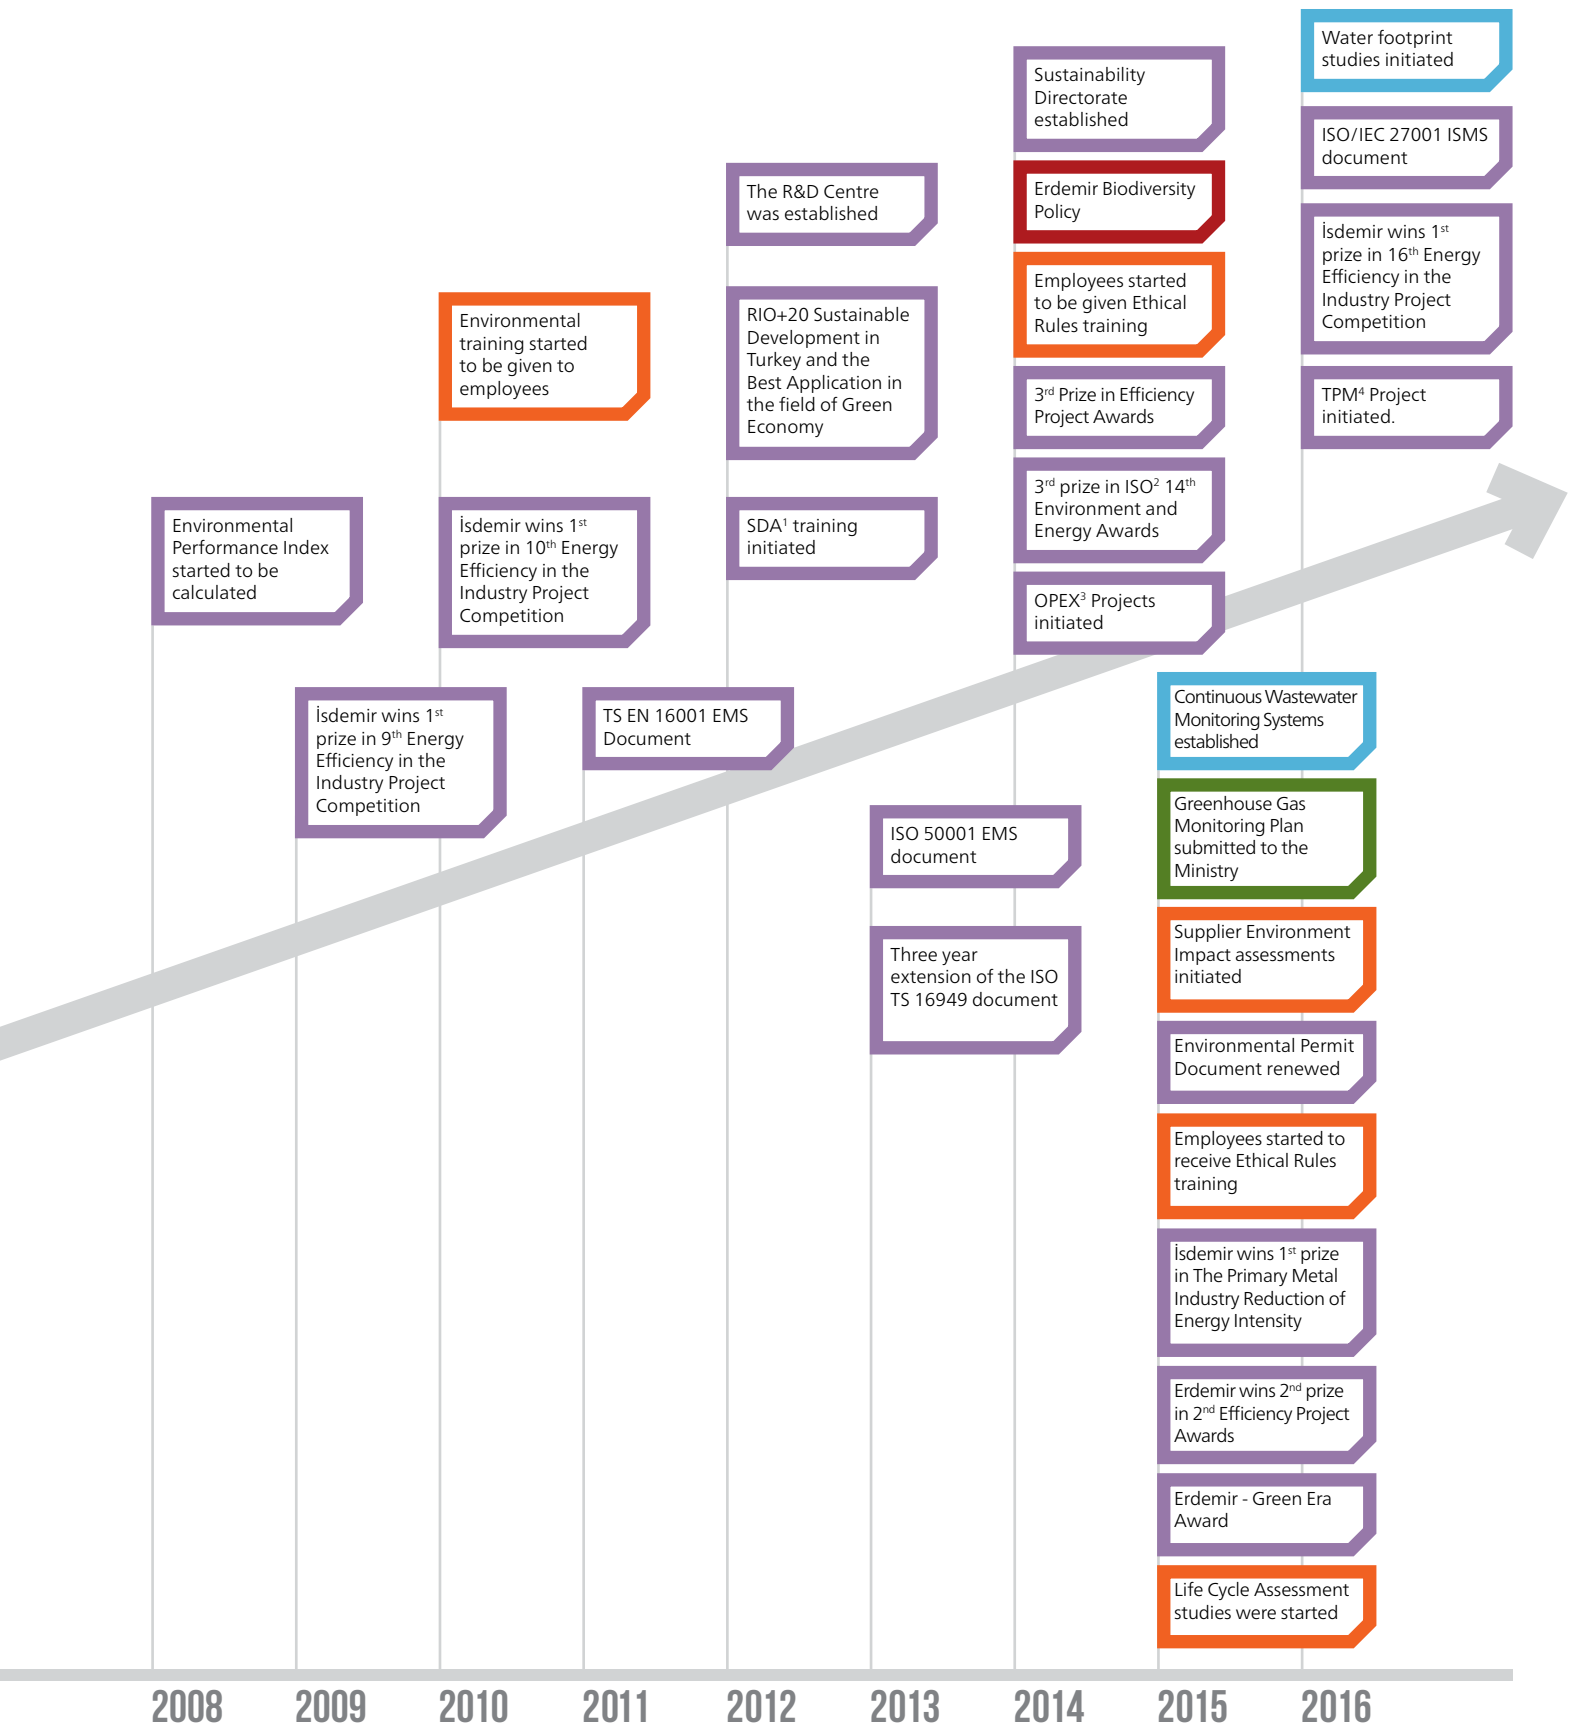 Environmental
Performance Index
started to be
calculated
İsdemir wins 1st
prize in 9th Energy
Efficiency in the
Industry Project
Competition
Environmental
training started
to be given to
employees
İsdemir wins 1st
prize in 10th Energy
Efficiency in the
Industry Project
Competition
TS EN 16001 EMS
Document
The R&D Centre
was established
RIO+20 Sustainable
Development in
Turkey and the
Best Application in
the field of Green
Economy
SDA1 training
initiated
ISO 50001 EMS
document
Three year
extension of the ISO
TS 16949 document
Sustainability
Directorate
established
Erdemir Biodiversity
Policy
Employees started
to be given Ethical
Rules training
3rd Prize in Efficiency
Project Awards
3rd prize in ISO2 14th
Environment and
Energy Awards
OPEX3 Projects
initiated
Continuous Wastewater
Monitoring Systems
established
Greenhouse Gas
Monitoring Plan
submitted to the
Ministry
Supplier Environment
Impact assessments
initiated
Environmental Permit
Document renewed
Employees started to
receive Ethical Rules
training
İsdemir wins 1st prize
in The Primary Metal
Industry Reduction of
Energy Intensity
Erdemir wins 2nd prize
in 2nd Efficiency Project
Awards
Erdemir - Green Era
Award
Life Cycle Assessment
studies were started
Water footprint
studies initiated
ISO/IEC 27001 ISMS
document
İsdemir wins 1st
prize in 16th Energy
Efficiency in the
Industry Project
Competition
TPM4 Project
initiated.
2008 2009 2010 2011 2012 2013 2014 2015 2016